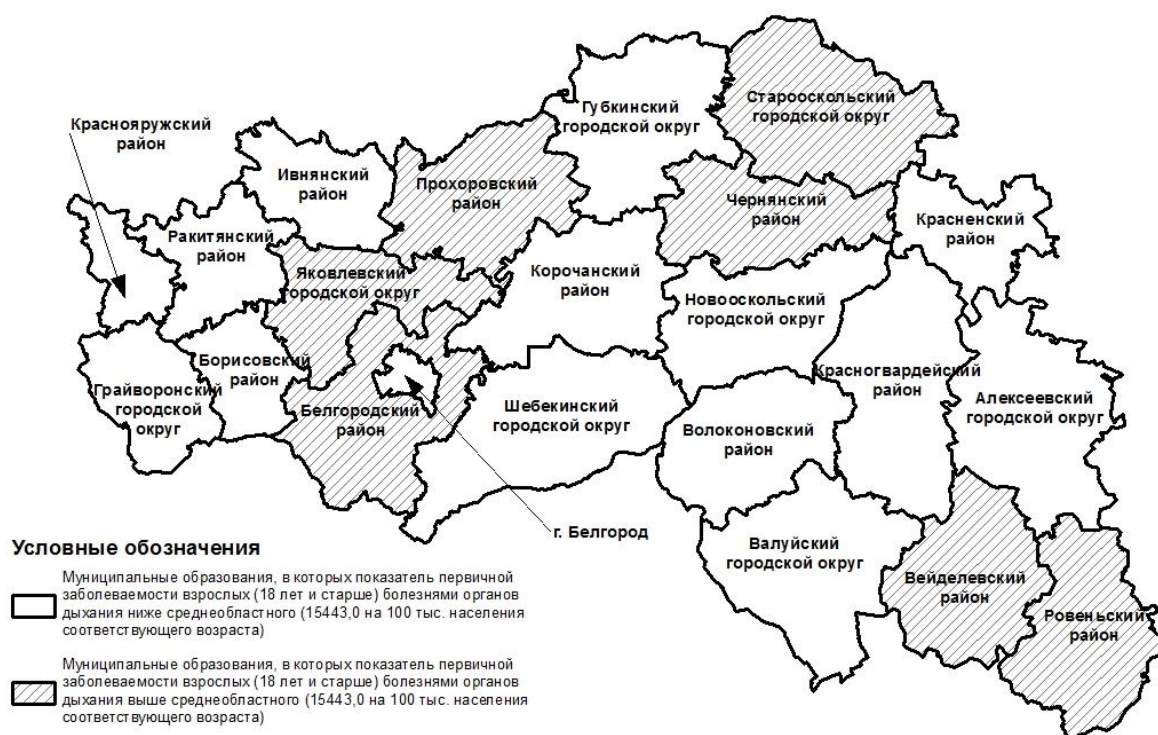 Губкинский
городской округ
Старооскольский
городской округ
Краснояружский
район
Ивнянский
район
Прохоровский
район
Чернянский
район
Красненский
район
Ракитянский
район
Яковлевский
городской округ
Корочанский
район
Новооскольский
городской округ
Борисовский
район
Грайворонский
городской
округ
Белгородский
район
Шебекинский
городской округ
Красногвардейский
район
Алексеевский
городской округ
Волоконовский
район
г. Белгород
Валуйский
городской округ
Вейделевский
район
Ровеньский
район
Условные обозначения
Муниципальные образования, в которых показатель первичной
заболеваемости взрослых (18 лет и старше) болезнями органов
дыхания ниже среднеобластного (15443,0 на 100 тыс. населения
соответствующего возраста)
Муниципальные образования, в которых показатель первичной
заболеваемости взрослых (18 лет и старше) болезнями органов
дыхания выше среднеобластного (15443,0 на 100 тыс. населения
соответствующего возраста)